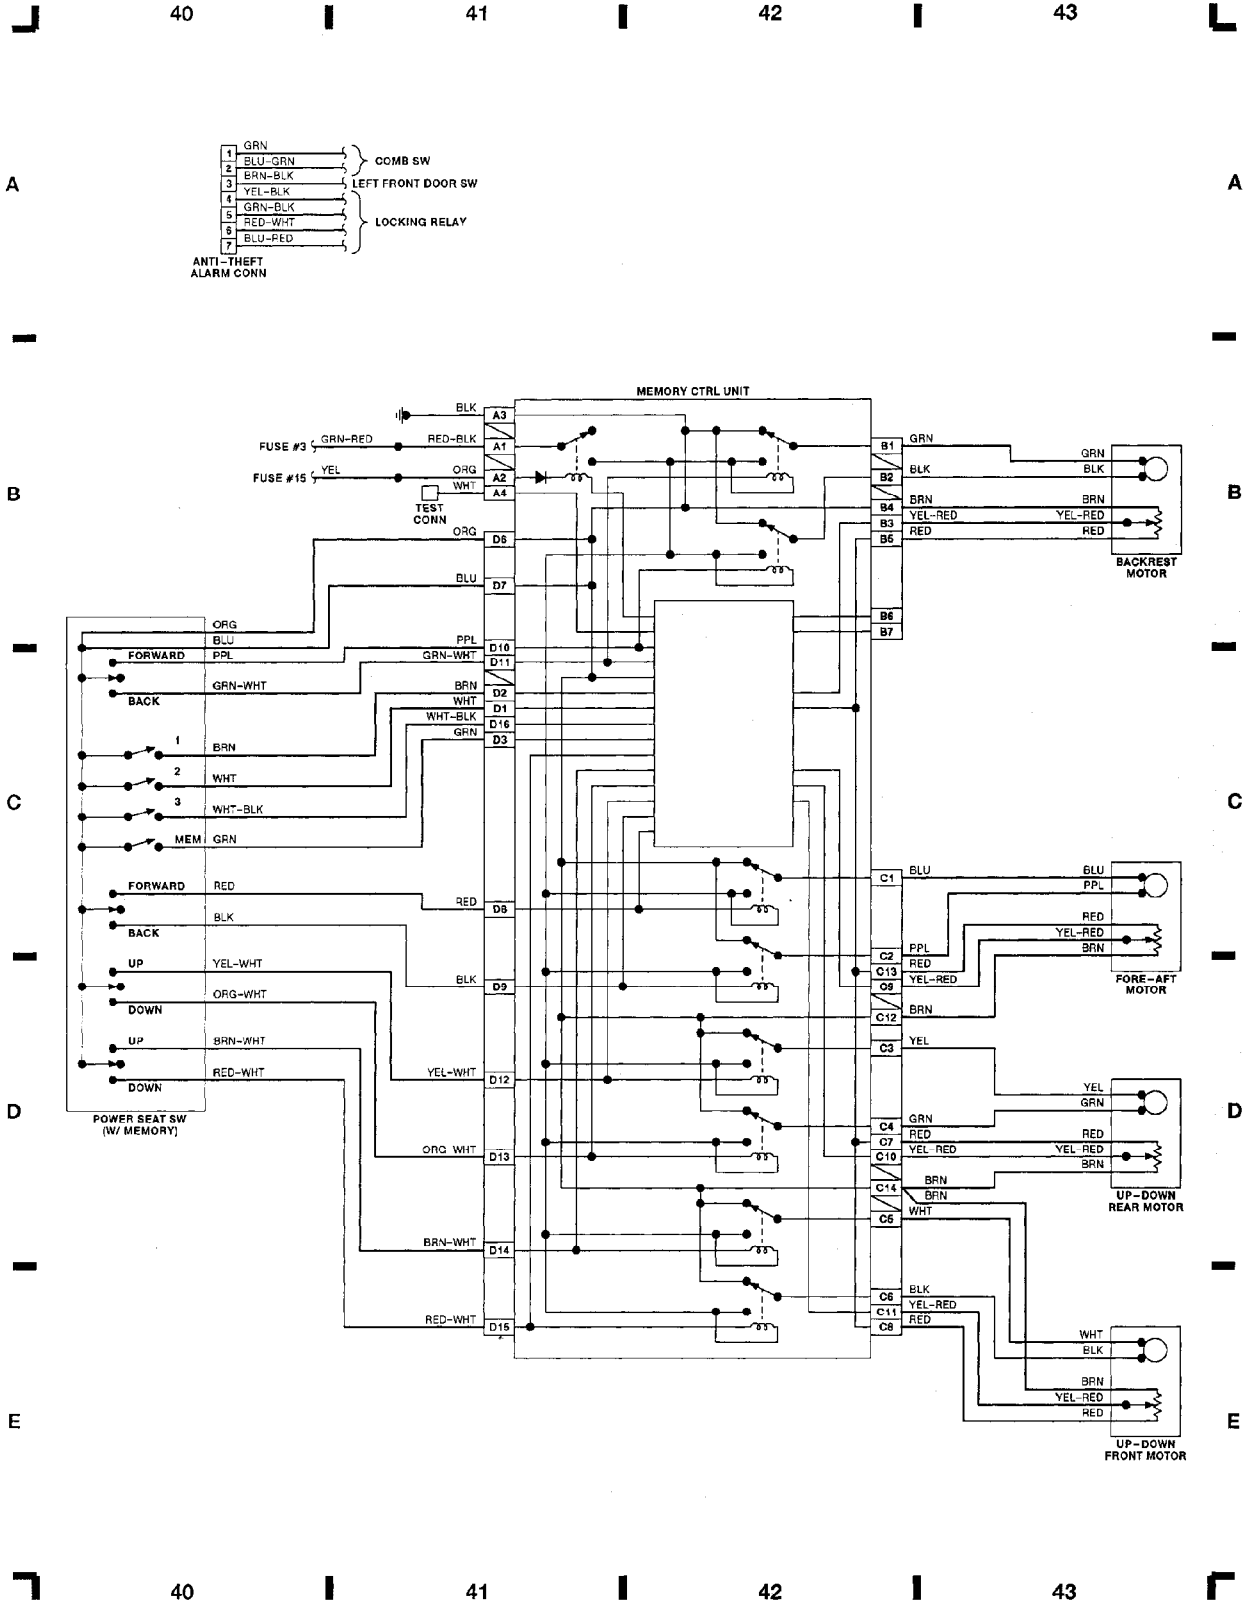 40 41 42 43
A A
1 GRN
2 BLU-GRN
COMB SW
3 BRN-BLK
LEFT FRONT DOOR SW
4 YEL-BLK
5 GRN-BLK
6 RED-WHT
LOCKING RELAY
7 BLU-RED
ANTI-THEFT
ALARM CONN
MEMORY CTRL UNIT
BLK A3
FUSE #3 GRN-RED RED-BLK A1
B1 GRN GRN
FUSE #15 YEL ORG A2
B2 BLK BLK
B B
WHT A4
TEST
CONN
B4 BRN BRN
B3 YEL-RED YEL-RED
B5 RED RED
BACKREST
MOTOR
ORG D6
BLU D7
B6
B7
ORG
BLU
FORWARD PPL PPL D10
GRN-WHT D11
GRN-WHT
BACK
BRN D2
WHT D1
WHT-BLK D16
GRN D3
1 BRN
2 WHT
C C
3 WHT-BLK
MEM GRN
C1 BLU BLU
PPL
FORWARD RED
RED D8
BACK BLK
RED
YEL-RED
BRN
C2 PPL
C13 RED
C9 YEL-RED
C12 BRN
FORE-AFT
MOTOR
UP YEL-WHT
BLK D9
DOWN ORG-WHT
UP BRN-WHT
DOWN RED-WHT
C3 YEL
YEL-WHT D12
YEL
GRN
D D
POWER SEAT SW
(W/ MEMORY)
C4 GRN
C7 RED RED
C10 YEL-RED YEL-RED
BRN
ORG WHT D13
C14 BRN
BRN
C5 WHT
UP-DOWN
REAR MOTOR
BRN-WHT D14
C6 BLK
C11 YEL-RED
C8 RED
RED-WHT D15
WHT
BLK
BRN
YEL-RED
RED
E E
UP-DOWN
FRONT MOTOR
40 41 42 43